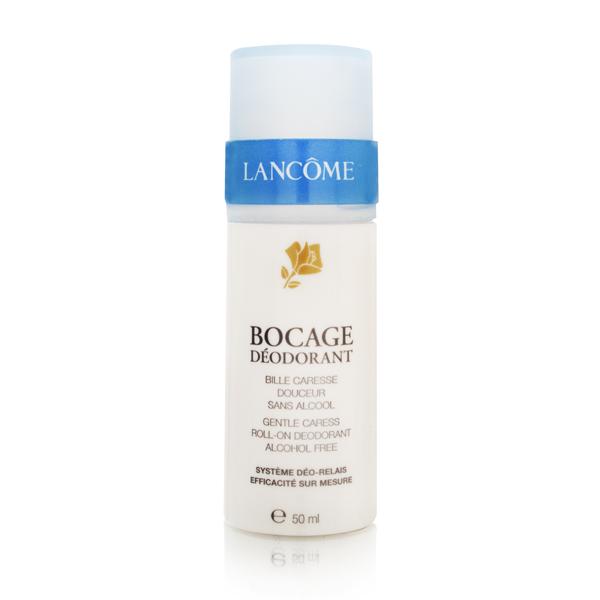 LANCÔME
BOCAGE
DÉODORANT
BILLE CARESSE
DOUCEUR
SANS ALCOOL
GENTLE CARESS
ROLL-ON DEODORANT
ALCOHOL FREE
SYSTÈME DÉO-RELAIS
EFFICACITÉ SUR MESURE
℮ 50 ml